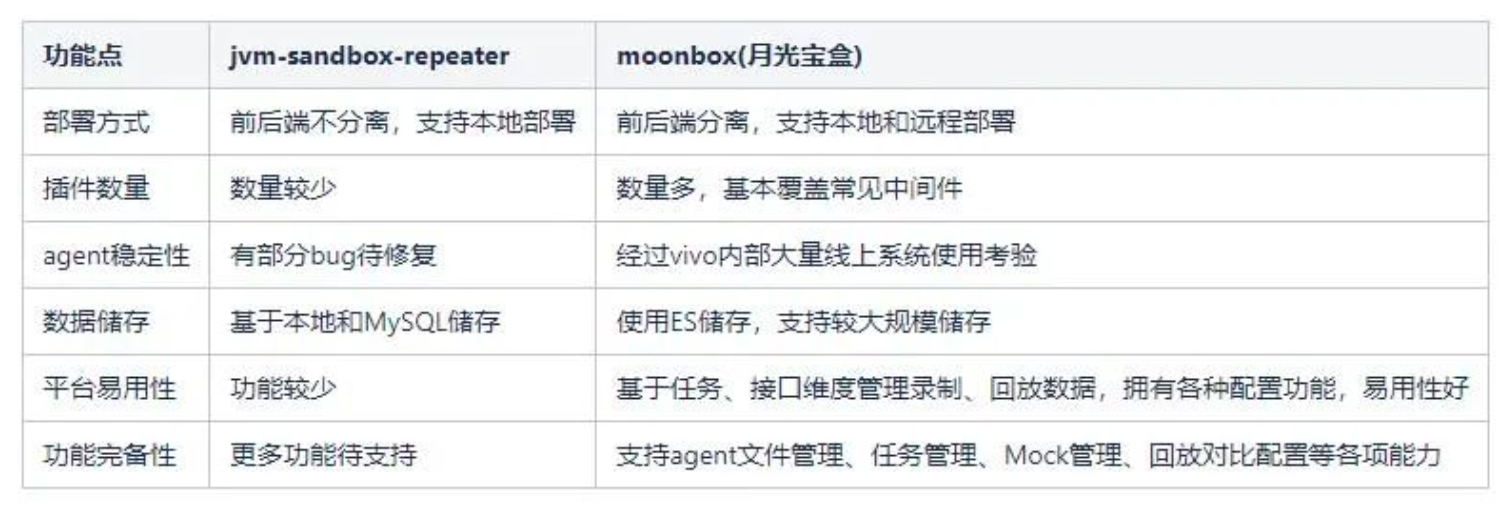 功能点 jvm-sandbox-repeater moonbox(月光宝盒)
部署方式 前后端不分离，支持本地部署 前后端分离，支持本地和远程部署
插件数量 数量较少 数量多，基本覆盖常见中间件
agent稳定性 有部分bug待修复 经过vivo内部大量线上系统使用考验
数据储存 基于本地和MySQL储存 使用ES储存，支持较大规模储存
平台易用性 功能较少 基于任务、接口维度管理录制、回放数据，拥有各种配置功能，易用性好
功能完备性 更多功能待支持 支持agent文件管理、任务管理、Mock管理、回放对比配置等各项能力